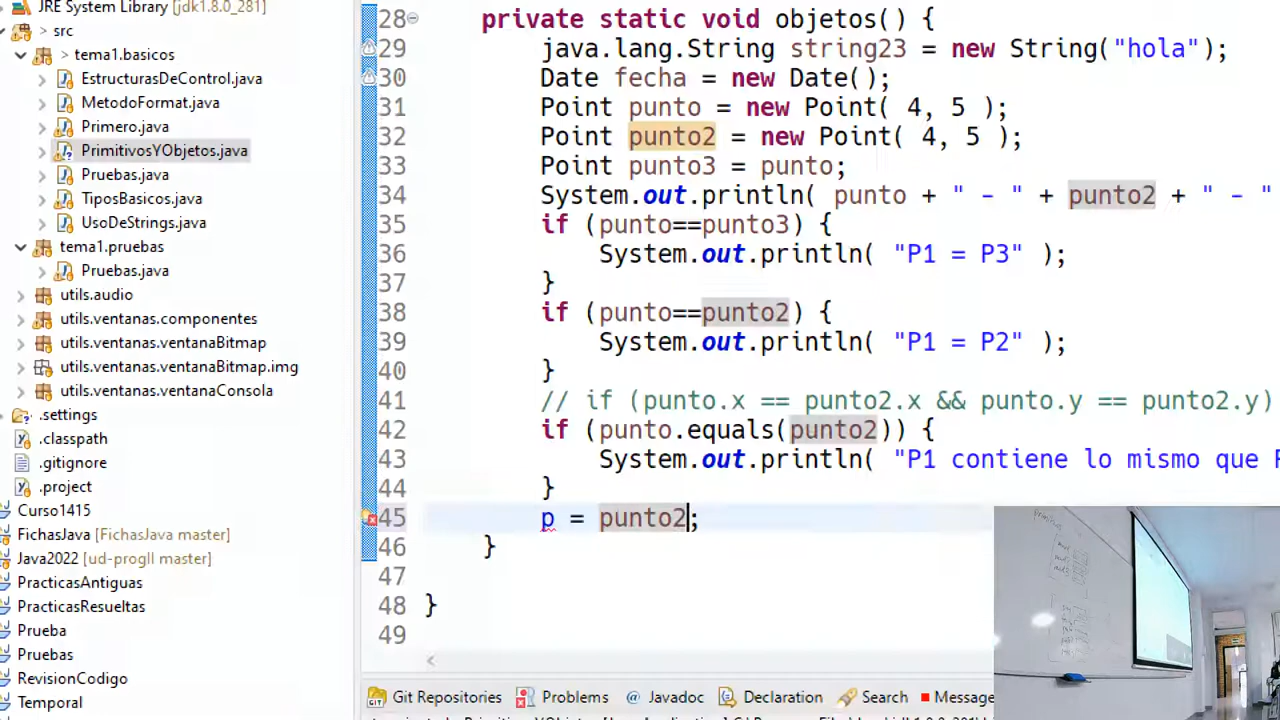 JRE System Library [jdk1.8.0_281]
> src
> tema1.basicos
EstructurasDeControl.java
MetodoFormat.java
Primero.java
PrimitivosYObjetos.java
Pruebas.java
TiposBasicos.java
UsoDeStrings.java
tema1.pruebas
Pruebas.java
utils.audio
utils.ventanas.componentes
utils.ventanas.ventanaBitmap
utils.ventanas.ventanaBitmap.img
utils.ventanas.ventanaConsola
.settings
.classpath
.gitignore
.project
Curso1415
FichasJava [FichasJava master]
Java2022 [ud-progII master]
PracticasAntiguas
PracticasResueltas
Prueba
Pruebas
RevisionCodigo
Temporal
28 private static void objetos() {
29 java.lang.String string23 = new String("hola");
30 Date fecha = new Date();
31 Point punto = new Point( 4, 5 );
32 Point punto2 = new Point( 4, 5 );
33 Point punto3 = punto;
34 System.out.println( punto + " - " + punto2 + " - "
35 if (punto==punto3) {
36 System.out.println( "P1 = P3" );
37 }
38 if (punto==punto2) {
39 System.out.println( "P1 = P2" );
40 }
41 // if (punto.x == punto2.x && punto.y == punto2.y)
42 if (punto.equals(punto2)) {
43 System.out.println( "P1 contiene lo mismo que
44 }
45 p = punto2;
46 }
47
48 }
49
Git Repositories Problems @ Javadoc Declaration Search Message